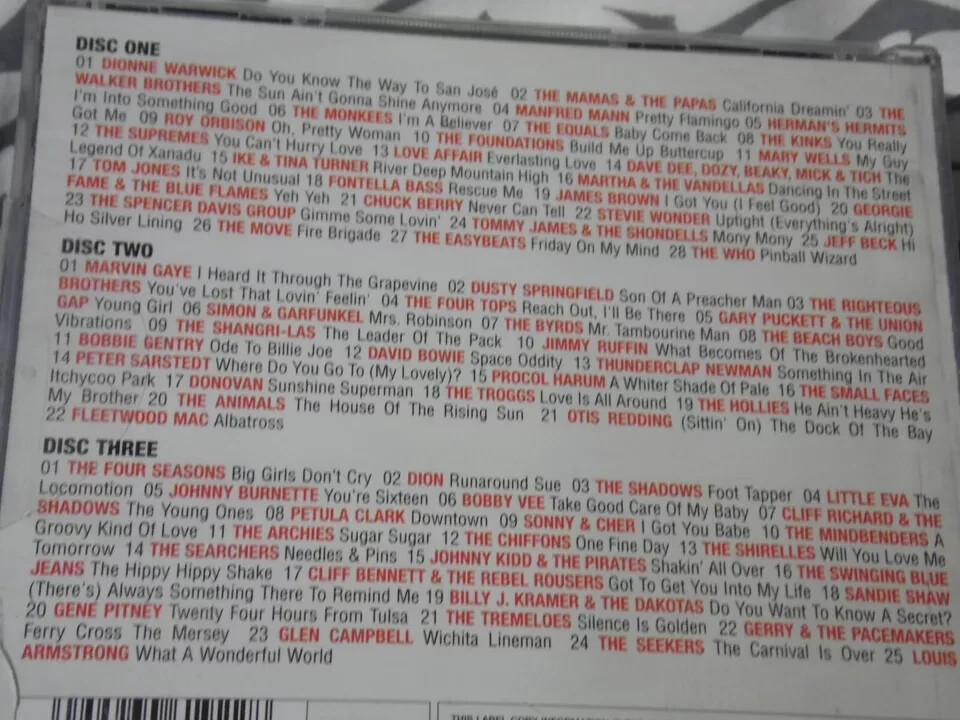 DISC ONE
01 DIONNE WARWICK Do You Know The Way To San José 02 THE MAMAS & THE PAPAS California Dreamin' 03 THE
WALKER BROTHERS The Sun Ain't Gonna Shine Anymore 04 MANFRED MANN Pretty Flamingo 05 HERMAN'S HERMITS
I'm Into Something Good 06 THE MONKEES I'm A Believer 07 THE EQUALS Baby Come Back 08 THE KINKS You Really
Got Me 09 ROY ORBISON Oh, Pretty Woman 10 THE FOUNDATIONS Build Me Up Buttercup 11 MARY WELLS My Guy
12 THE SUPREMES You Can't Hurry Love 13 LOVE AFFAIR Everlasting Love 14 DAVE DEE, DOZY, BEAKY, MICK & TICH The
Legend Of Xanadu 15 IKE & TINA TURNER River Deep Mountain High 16 MARTHA & THE VANDELLAS Dancing In The Street
17 TOM JONES It's Not Unusual 18 FONTELLA BASS Rescue Me 19 JAMES BROWN I Got You (I Feel Good) 20 GEORGIE
FAME & THE BLUE FLAMES Yeh Yeh 21 CHUCK BERRY Never Can Tell 22 STEVIE WONDER Uptight (Everything's Alright)
23 THE SPENCER DAVIS GROUP Gimme Some Lovin' 24 TOMMY JAMES & THE SHONDELLS Mony Mony 25 JEFF BECK Hi
Ho Silver Lining 26 THE MOVE Fire Brigade 27 THE EASYBEATS Friday On My Mind 28 THE WHO Pinball Wizard
DISC TWO
01 MARVIN GAYE I Heard It Through The Grapevine 02 DUSTY SPRINGFIELD Son Of A Preacher Man 03 THE RIGHTEOUS
BROTHERS You've Lost That Lovin' Feelin' 04 THE FOUR TOPS Reach Out, I'll Be There 05 GARY PUCKETT & THE UNION
GAP Young Girl 06 SIMON & GARFUNKEL Mrs. Robinson 07 THE BYRDS Mr. Tambourine Man 08 THE BEACH BOYS Good
Vibrations 09 THE SHANGRI-LAS The Leader Of The Pack 10 JIMMY RUFFIN What Becomes Of The Brokenhearted
11 BOBBIE GENTRY Ode To Billie Joe 12 DAVID BOWIE Space Oddity 13 THUNDERCLAP NEWMAN Something In The Air
14 PETER SARSTEDT Where Do You Go To (My Lovely)? 15 PROCOL HARUM A Whiter Shade Of Pale 16 THE SMALL FACES
Itchycoo Park 17 DONOVAN Sunshine Superman 18 THE TROGGS Love Is All Around 19 THE HOLLIES He Ain't Heavy He's
My Brother 20 THE ANIMALS The House Of The Rising Sun 21 OTIS REDDING (Sittin' On) The Dock Of The Bay
22 FLEETWOOD MAC Albatross
DISC THREE
01 THE FOUR SEASONS Big Girls Don't Cry 02 DION Runaround Sue 03 THE SHADOWS Foot Tapper 04 LITTLE EVA The
Locomotion 05 JOHNNY BURNETTE You're Sixteen 06 BOBBY VEE Take Good Care Of My Baby 07 CLIFF RICHARD & THE
SHADOWS The Young Ones 08 PETULA CLARK Downtown 09 SONNY & CHER I Got You Babe 10 THE MINDBENDERS A
Groovy Kind Of Love 11 THE ARCHIES Sugar Sugar 12 THE CHIFFONS One Fine Day 13 THE SHIRELLES Will You Love Me
Tomorrow 14 THE SEARCHERS Needles & Pins 15 JOHNNY KIDD & THE PIRATES Shakin' All Over 16 THE SWINGING BLUE
JEANS The Hippy Hippy Shake 17 CLIFF BENNETT & THE REBEL ROUSERS Got To Get You Into My Life 18 SANDIE SHAW
(There's) Always Something There To Remind Me 19 BILLY J. KRAMER & THE DAKOTAS Do You Want To Know A Secret?
20 GENE PITNEY Twenty Four Hours From Tulsa 21 THE TREMELOES Silence Is Golden 22 GERRY & THE PACEMAKERS
Ferry Cross The Mersey 23 GLEN CAMPBELL Wichita Lineman 24 THE SEEKERS The Carnival Is Over 25 LOUIS
ARMSTRONG What A Wonderful World
THIS LABEL COPY INFORMATION